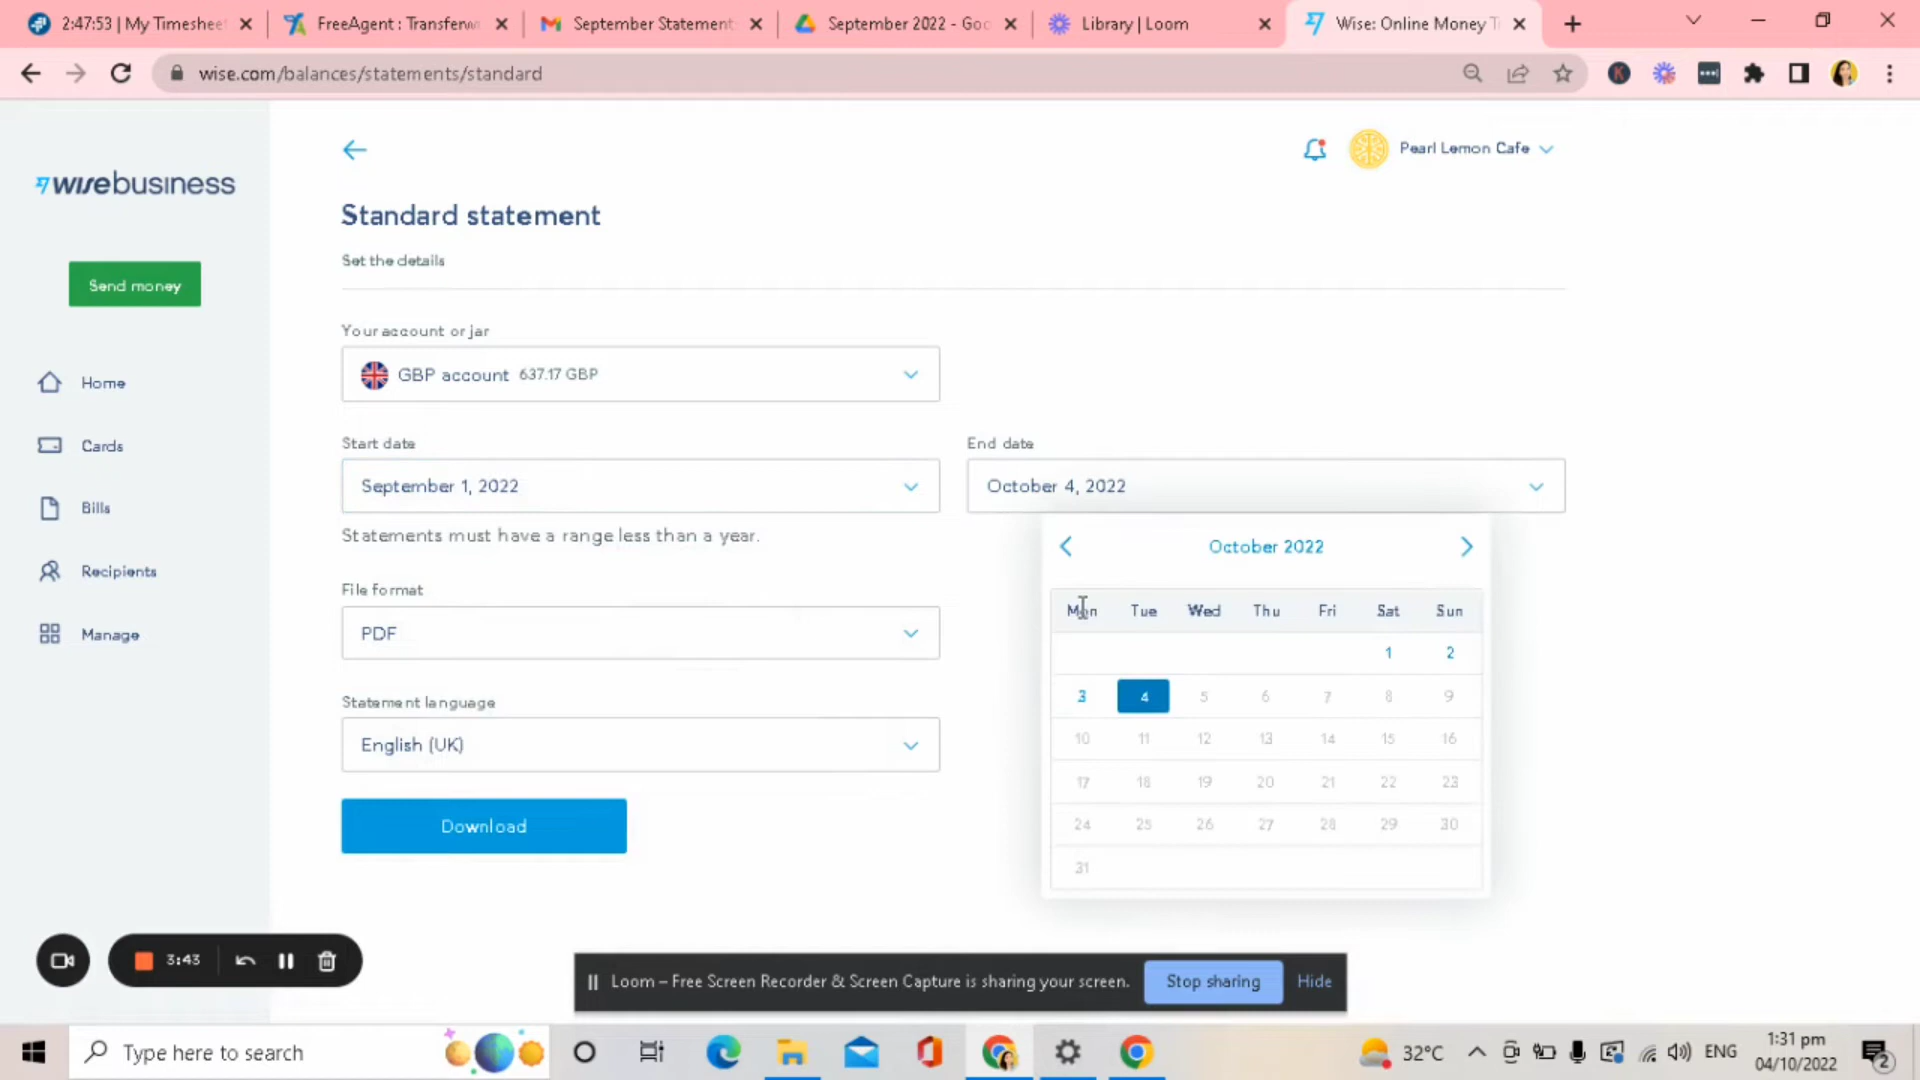 2:47:53 | My Timeshee
FreeAgent : Transferw
September Statement
September 2022 - Goo
Library | Loom
Wise: Online Money T
wise.com/balances/statements/standard
K
Pearl Lemon Cafe
wisebusiness
Standard statement
Set the details
Send money
Your account or jar
GBP account 637.17 GBP
Home
Cards
Bills
Recipients
Manage
Start date
September 1, 2022
End date
October 4, 2022
Statements must have a range less than a year.
File format
PDF
Statement language
English (UK)
Download
October 2022
Mon Tue Wed Thu Fri Sat Sun
1 2
3 4 5 6 7 8 9
10 11 12 13 14 15 16
17 18 19 20 21 22 23
24 25 26 27 28 29 30
31
3:43
Loom – Free Screen Recorder & Screen Capture is sharing your screen.
Stop sharing
Hide
Type here to search
32°C
ENG
1:31 pm
04/10/2022
2